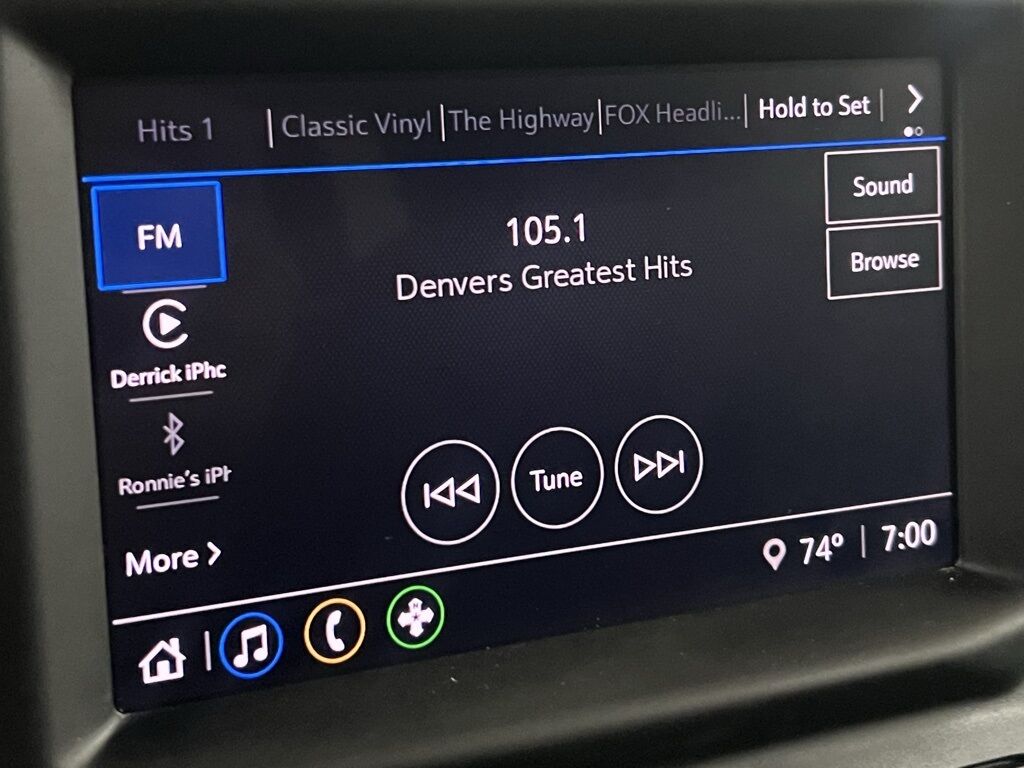 Hits 1 Classic Vinyl The Highway FOX Headli... Hold to Set
Sound
FM
105.1
Denvers Greatest Hits
Browse
Derrick iPhc
Ronnie's iPh
Tune
More
74° 7:00